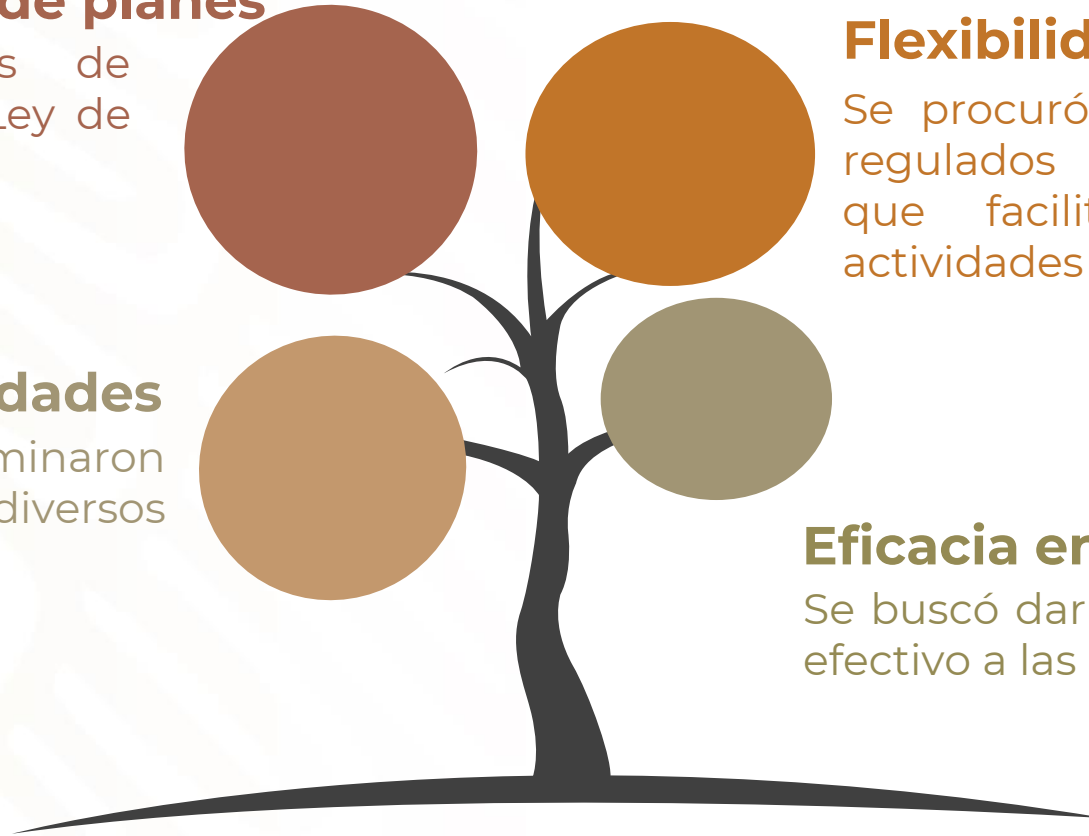 de planes
s de
Ley de
Flexibilid
Se procuró
regulados
que facilit
actividades
dades
minaron
diversos
Eficacia en
Se buscó dar
efectivo a las